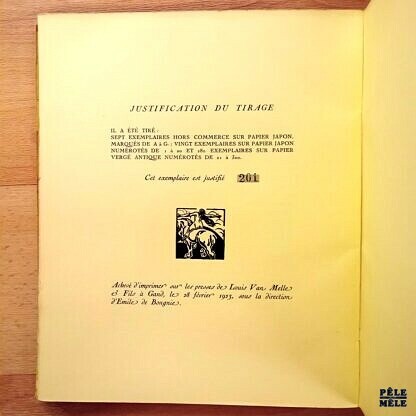 JUSTIFICATION DU TIRAGE
IL A ÉTÉ TIRÉ :
SEPT EXEMPLAIRES HORS COMMERCE SUR PAPIER JAPON,
MARQUÉS DE A à G ; VINGT EXEMPLAIRES SUR PAPIER JAPON
NUMÉROTÉS DE 1 à 20 ET 280 EXEMPLAIRES SUR PAPIER
VERGÉ ANTIQUE NUMÉROTÉS DE 21 à 300.
Cet exemplaire est justifié 201
Achevé d'imprimer sur les presses de Louis Van Melle
& Fils à Gand, le 28 février 1923, sous la direction
d'Emile de Bongnie.
PÊLE
MÊLE